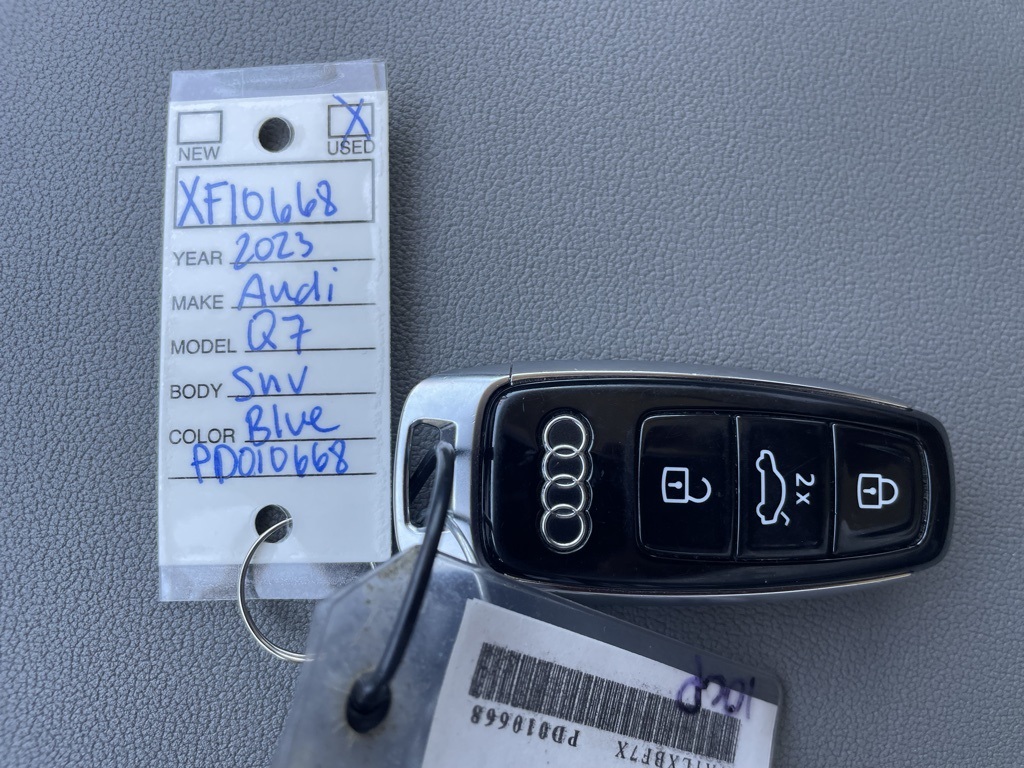 NEW
X
USED
XF10668
YEAR 2023
MAKE Audi
MODEL Q7
BODY SUV
COLOR Blue
PD010668
2x
PD010668